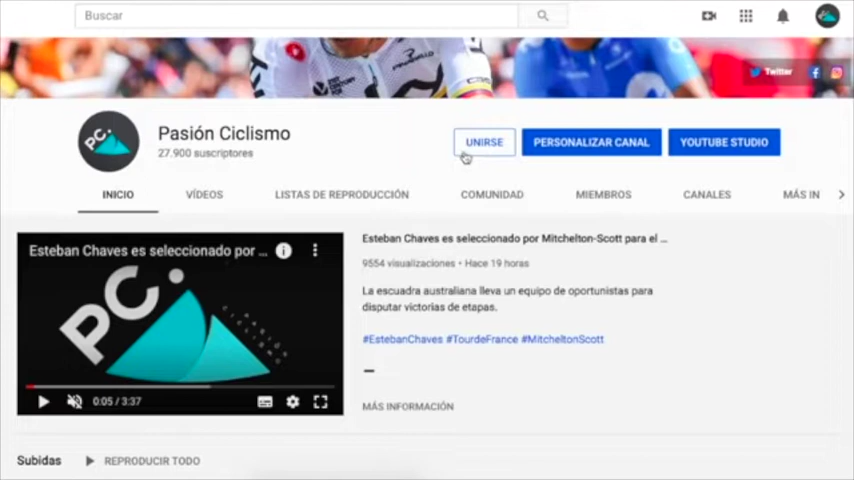 Buscar
Twitter
PC.
Pasión Ciclismo
27.900 suscriptores
UNIRSE
PERSONALIZAR CANAL
YOUTUBE STUDIO
INICIO
VÍDEOS
LISTAS DE REPRODUCCIÓN
COMUNIDAD
MIEMBROS
CANALES
MÁS IN
Esteban Chaves es seleccionado por ...
PC.
0:05 / 3:37
Esteban Chaves es seleccionado por Mitchelton-Scott para el ...
9554 visualizaciones • Hace 19 horas
La escuadra australiana lleva un equipo de oportunistas para
disputar victorias de etapas.
#EstebanChaves #TourdeFrance #MitcheltonScott
MÁS INFORMACIÓN
Subidas
REPRODUCIR TODO